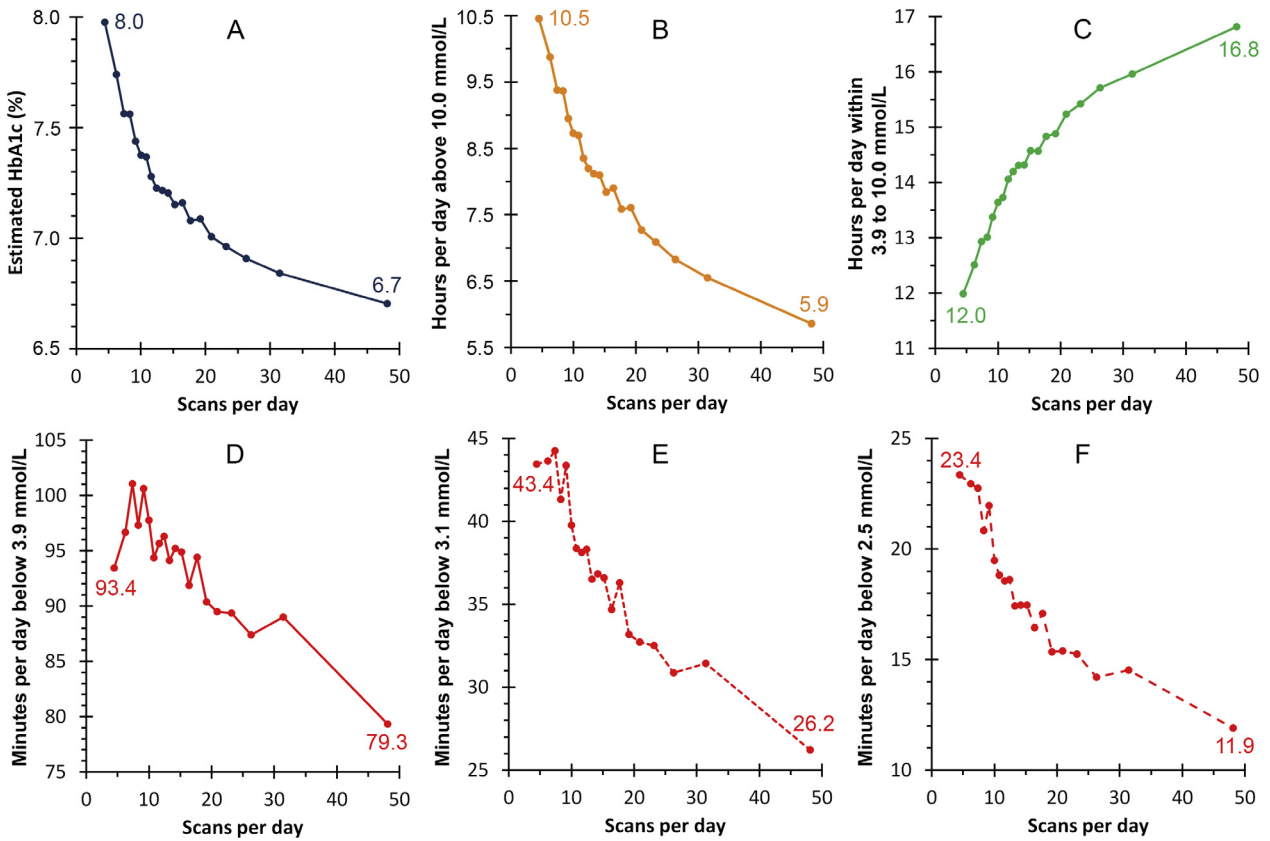 A
Estimated HbA1c (%)
8.0
7.5
7.0
6.5
8.0
6.7
0 10 20 30 40 50
Scans per day
B
Hours per day above 10.0 mmol/L
10.5
9.5
8.5
7.5
6.5
5.5
10.5
5.9
0 10 20 30 40 50
Scans per day
C
Hours per day within
3.9 to 10.0 mmol/L
17
16
15
14
13
12
11
16.8
12.0
0 10 20 30 40 50
Scans per day
D
Minutes per day below 3.9 mmol/L
105
100
95
90
85
80
75
93.4
79.3
0 10 20 30 40 50
Scans per day
E
Minutes per day below 3.1 mmol/L
45
40
35
30
25
43.4
26.2
0 10 20 30 40 50
Scans per day
F
Minutes per day below 2.5 mmol/L
25
20
15
10
23.4
11.9
0 10 20 30 40 50
Scans per day